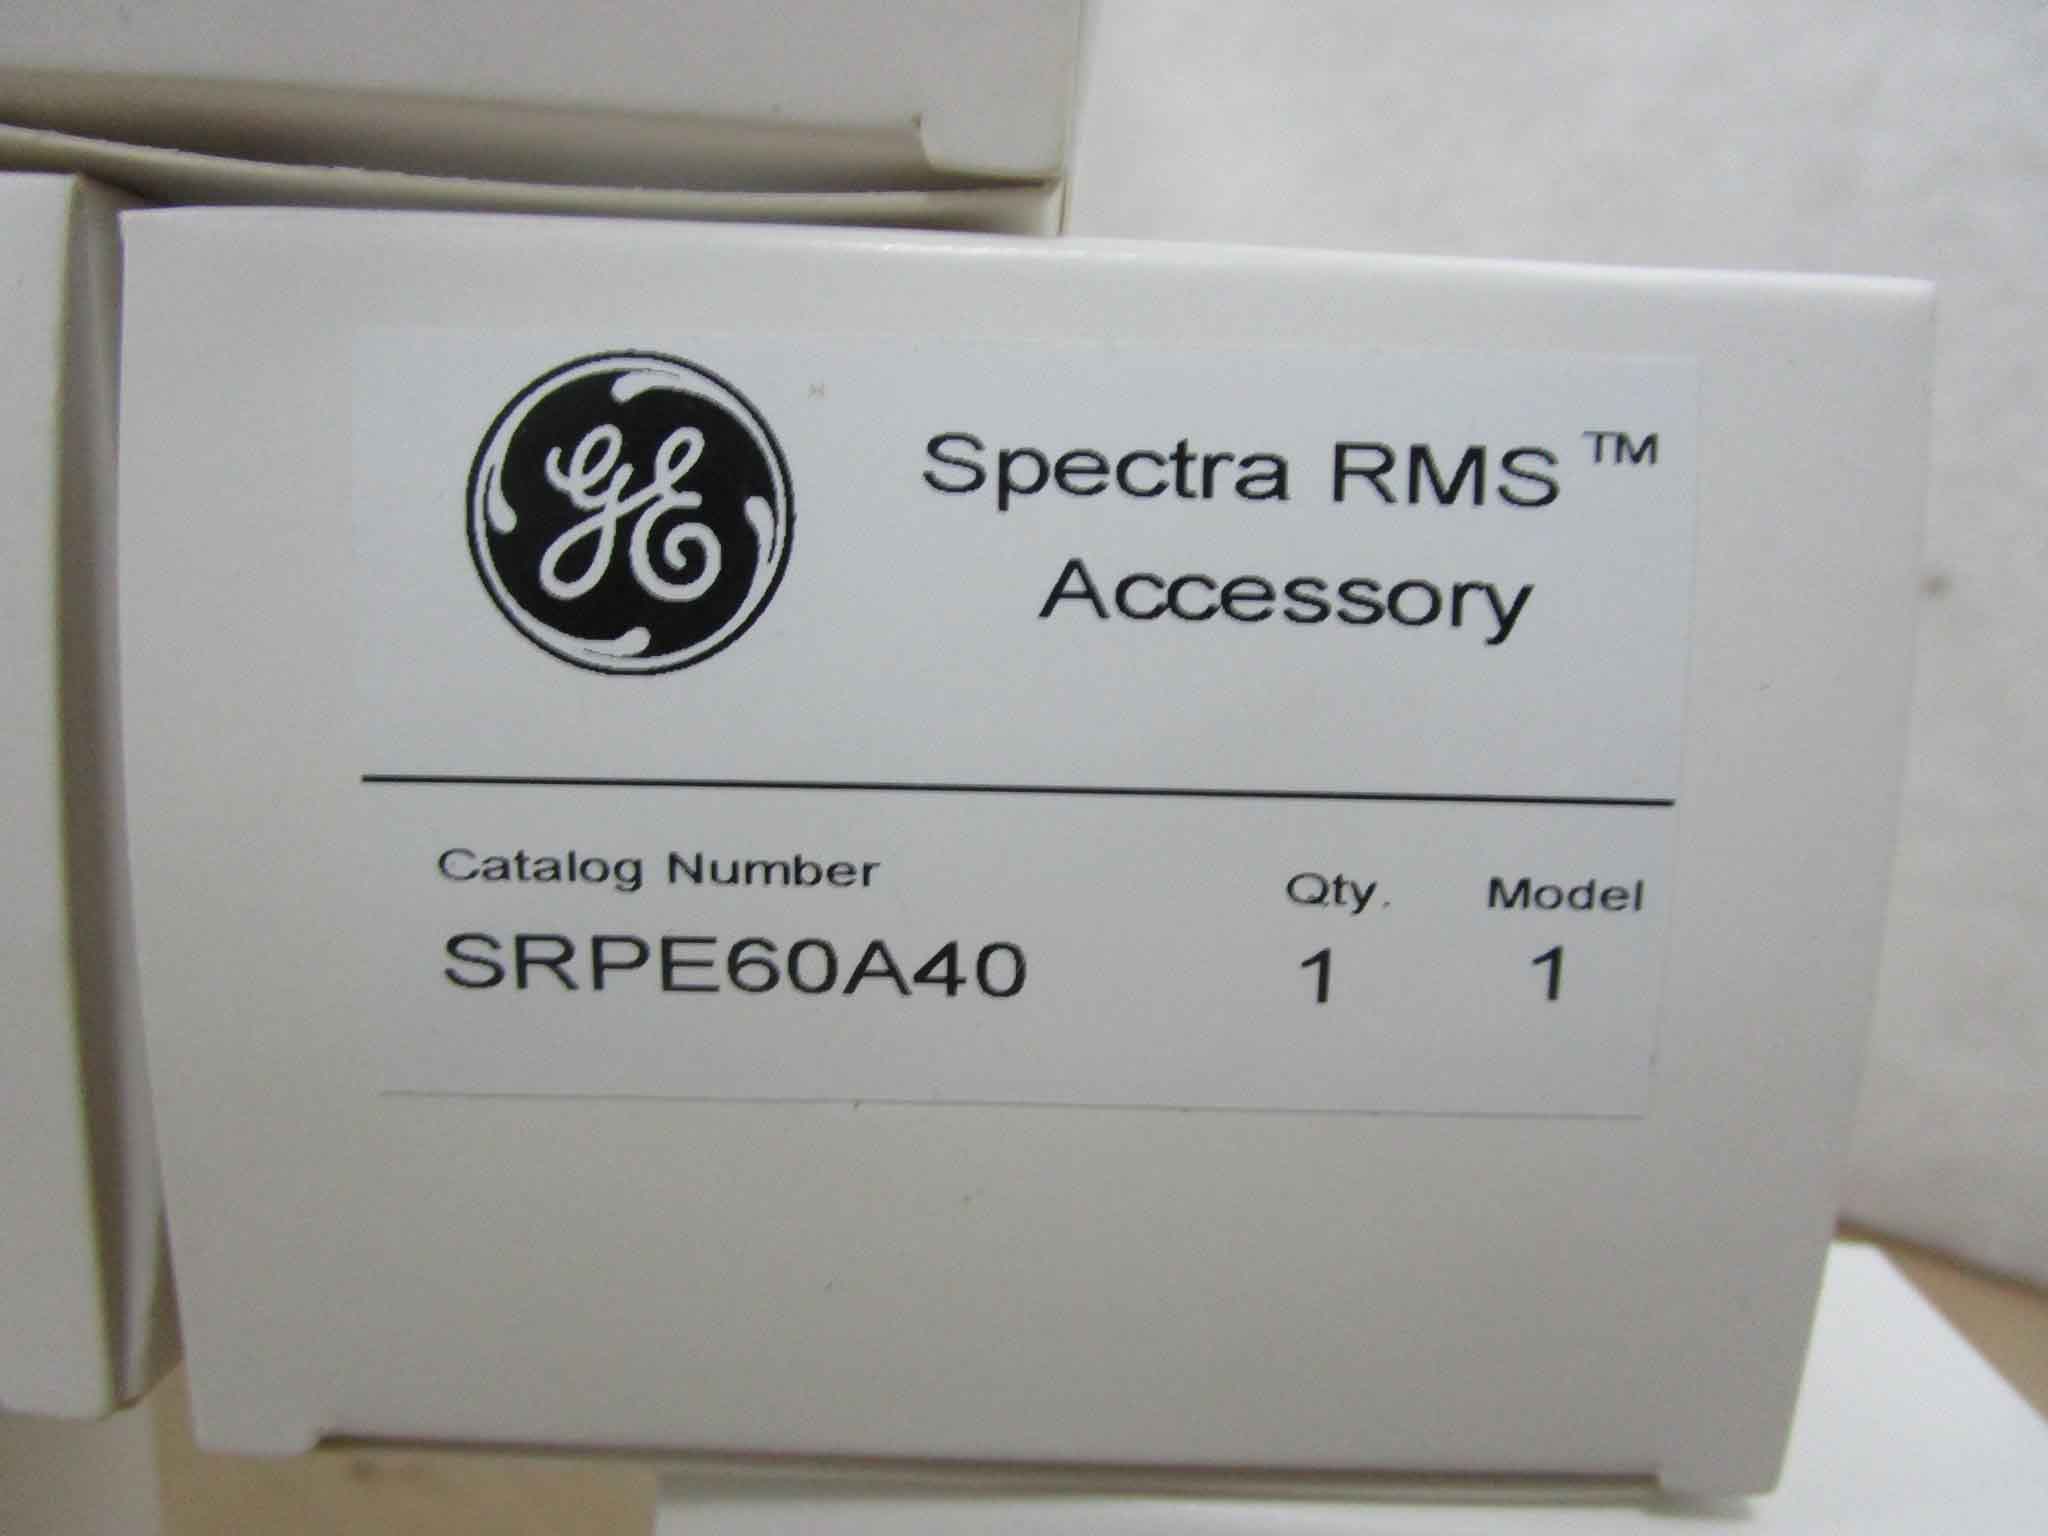 GE
Spectra RMS™
Accessory
Catalog Number Qty. Model
SRPE60A40 1 1